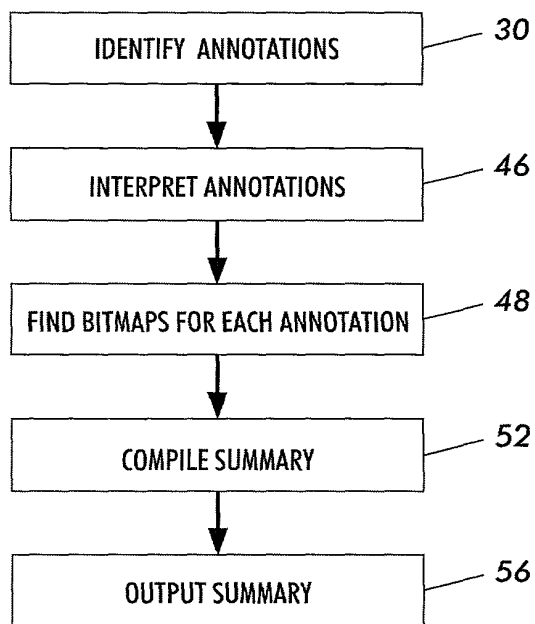 IDENTIFY ANNOTATIONS
30
INTERPRET ANNOTATIONS
46
FIND BITMAPS FOR EACH ANNOTATION
48
COMPILE SUMMARY
52
OUTPUT SUMMARY
56